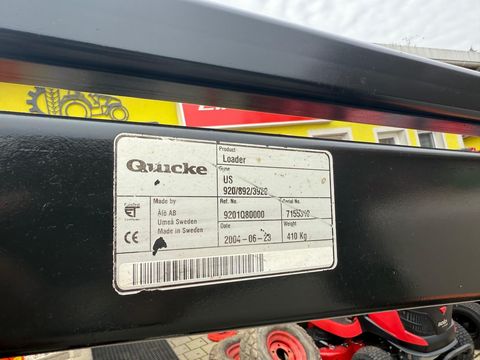 Quicke
Product
Loader
Type
US
920/892/3920
Made by
Ålö AB
Umeå Sweden
Made in Sweden
Ref. No.
9201Q80000
Serial No.
Date
2004-06-23
Weight
410 Kg
CE